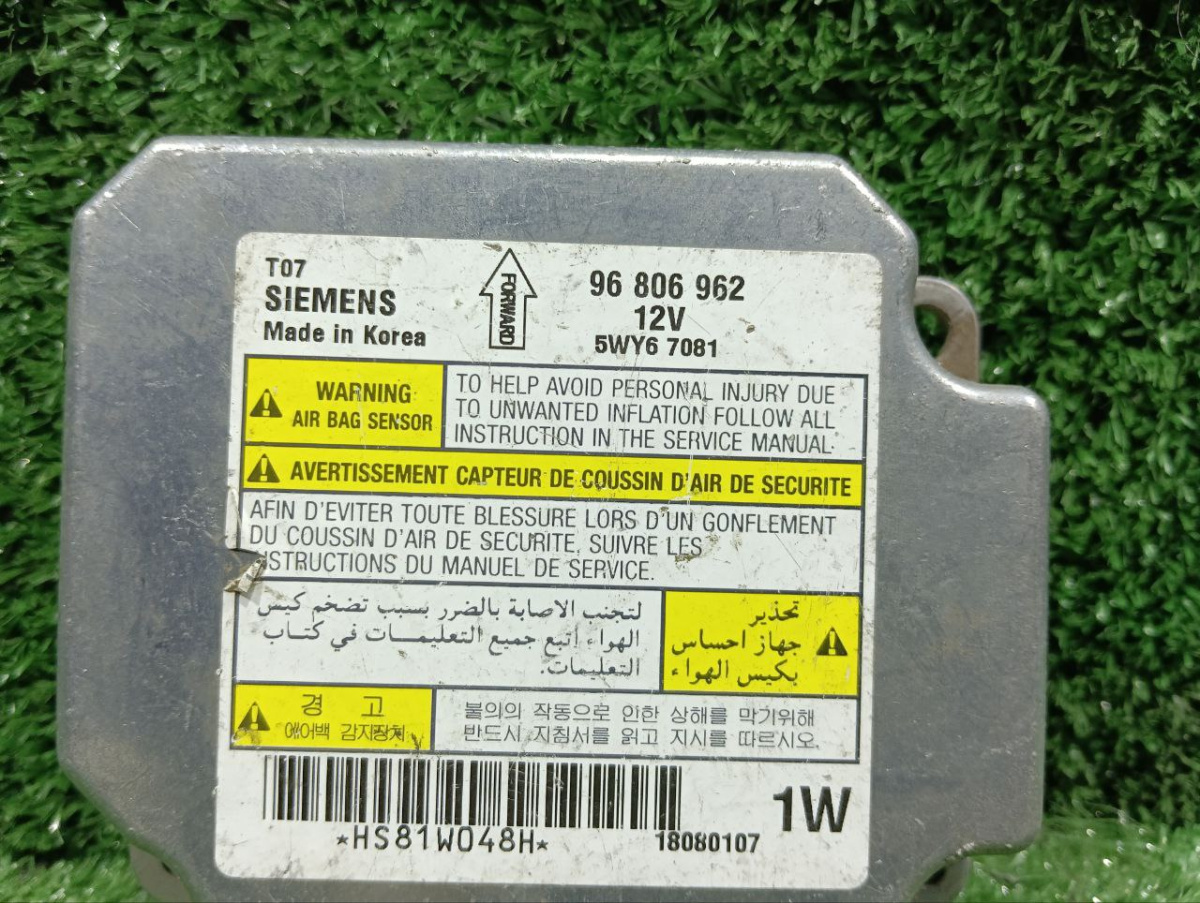 T07
SIEMENS
Made in Korea
FORWARD
96 806 962
12V
5WY6 7081
WARNING
AIR BAG SENSOR
TO HELP AVOID PERSONAL INJURY DUE
TO UNWANTED INFLATION FOLLOW ALL
INSTRUCTION IN THE SERVICE MANUAL.
AVERTISSEMENT CAPTEUR DE COUSSIN D'AIR DE SECURITE
AFIN D'EVITER TOUTE BLESSURE LORS D'UN GONFLEMENT
DU COUSSIN D'AIR DE SECURITE, SUIVRE LES
INSTRUCTIONS DU MANUEL DE SERVICE.
تحذير
جهاز احساس
بكيس الهواء
لتجنب الاصابة بالضرر بسبب تضخم كيس
الهواء اتبع جميع التعليمــات في كتـاب
التعليمات.
경 고
에어백 감지장치
불의의 작동으로 인한 상해를 막기위해
반드시 지침서를 읽고 지시를 따르시오.
*HS81W048H*
18080107
1W